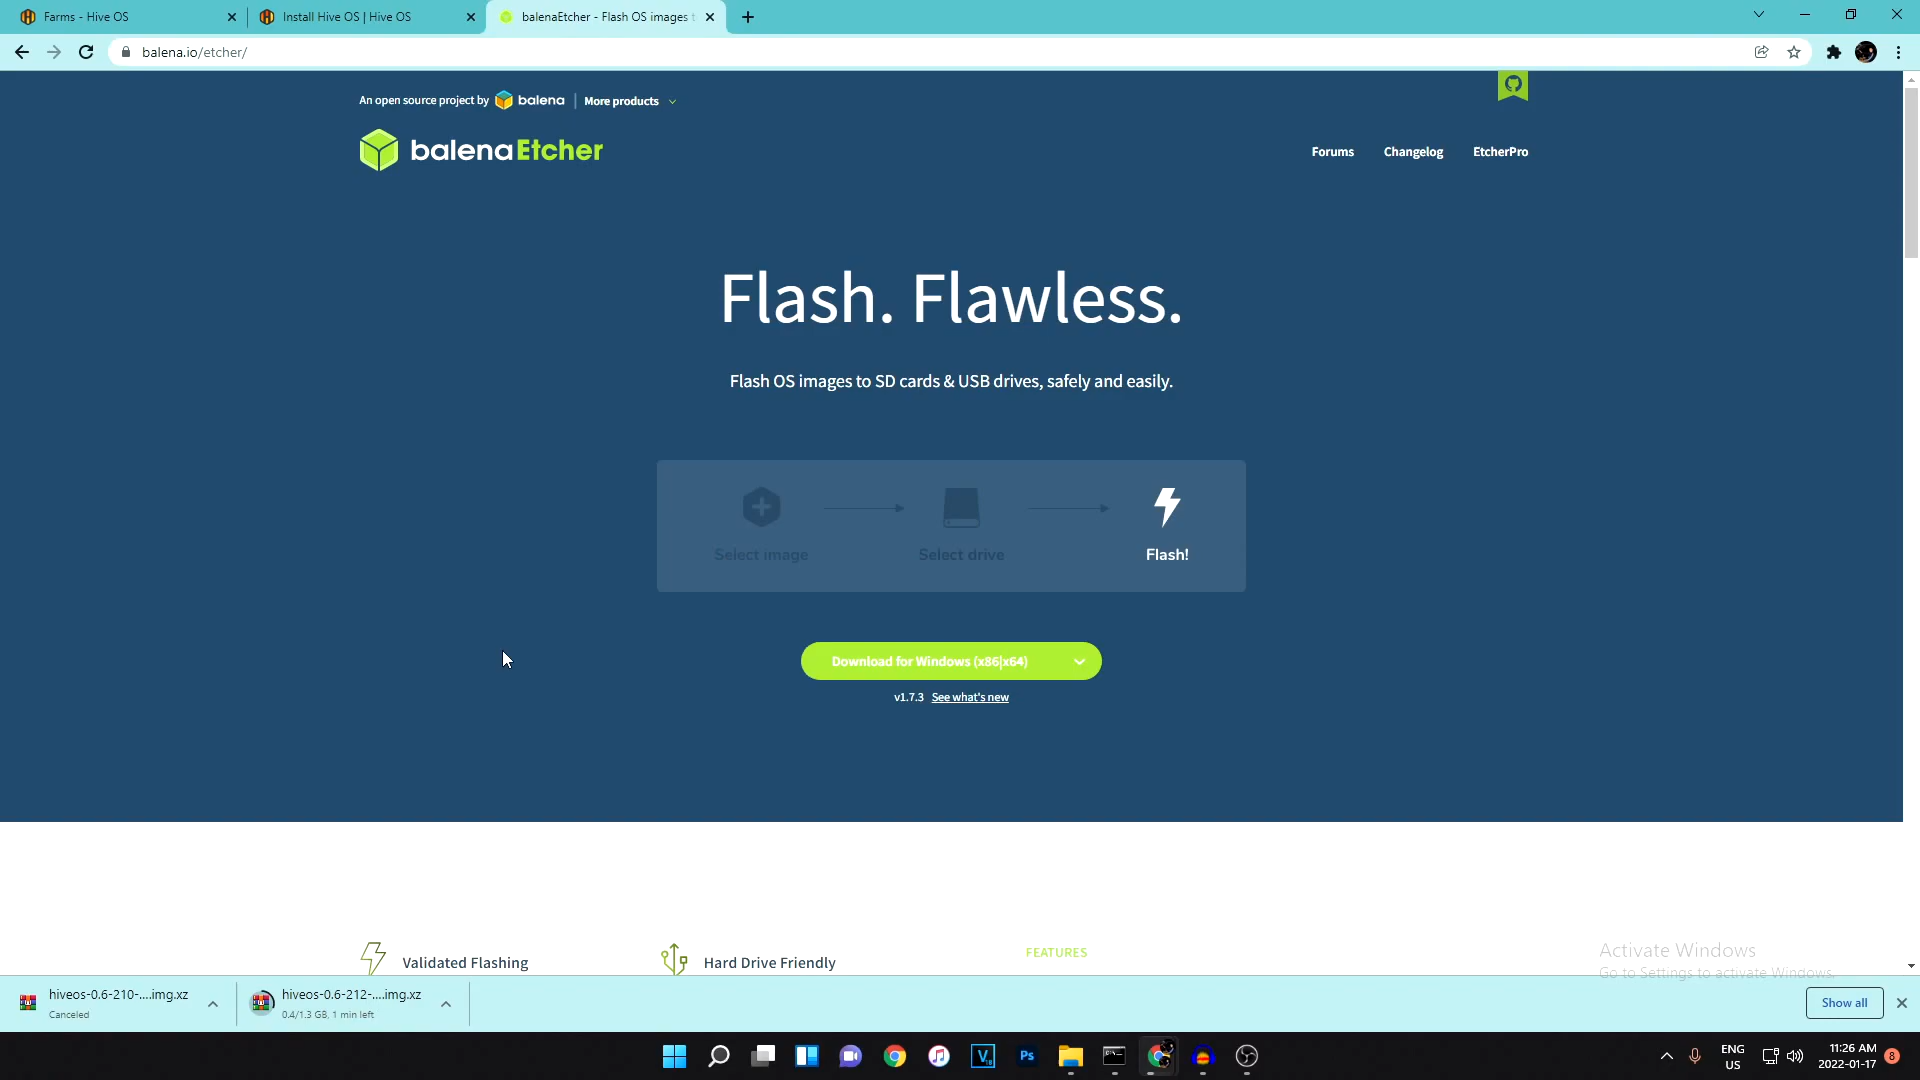 Farms - Hive OS
Install Hive OS | Hive OS
balenaEtcher - Flash OS images t
balena.io/etcher/
An open source project by balena | More products
balenaEtcher
Forums
Changelog
EtcherPro
Flash. Flawless.
Flash OS images to SD cards & USB drives, safely and easily.
Select image
Select drive
Flash!
Download for Windows (x86|x64)
v1.7.3 See what's new
Validated Flashing
Hard Drive Friendly
FEATURES
Activate Windows
Go to Settings to activate Windows.
hiveos-0.6-210-....img.xz
Canceled
hiveos-0.6-212-....img.xz
0.4/1.3 GB, 1 min left
Show all
Ps
ENG
US
11:26 AM
2022-01-17
8